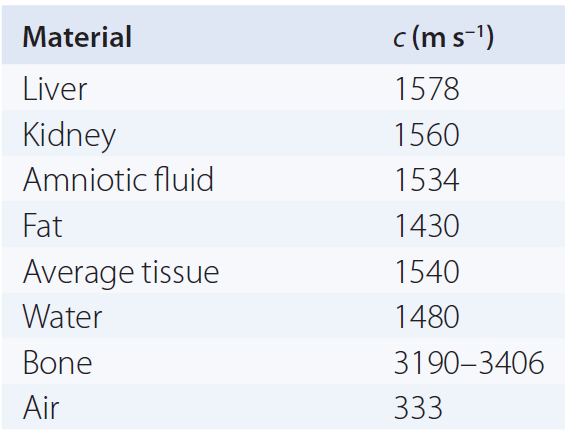 Material c (m s⁻¹)
Liver 1578
Kidney 1560
Amniotic fluid 1534
Fat 1430
Average tissue 1540
Water 1480
Bone 3190–3406
Air 333